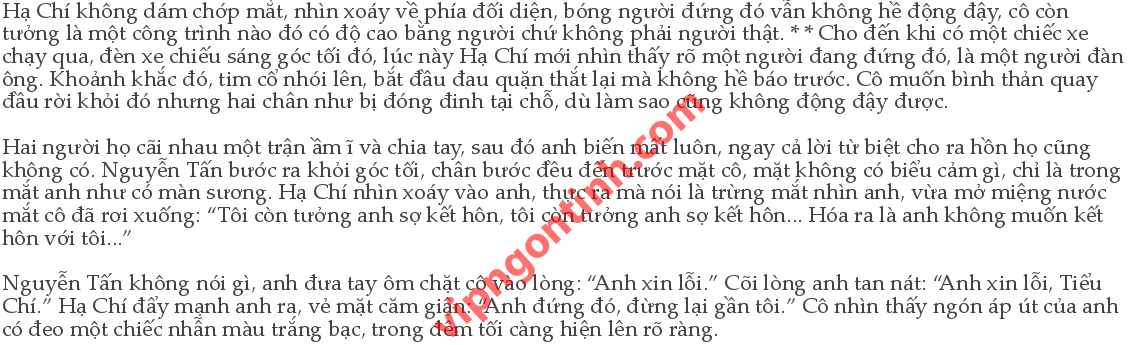 Hạ Chí không dám chớp mắt, nhìn xoáy về phía đối diện, bóng người đứng đó vẫn không hề động đậy, cô còn
tưởng là một công trình nào đó có độ cao bằng người chứ không phải người thật. * * Cho đến khi có một chiếc xe
chạy qua, đèn xe chiếu sáng góc tối đó, lúc này Hạ Chí mới nhìn thấy rõ một người đang đứng đó, là một người đàn
ông. Khoảnh khắc đó, tim cổ nhói lên, bắt đầu đau quặn thắt lại mà không hề báo trước. Cô muốn bình thản quay
đầu rời khỏi đó nhưng hai chân như bị đóng đinh tại chỗ, dù làm sao cũng không động đậy được.
Hai người họ cãi nhau một trận ầm ĩ và chia tay, sau đó anh biến mất luôn, ngay cả lời từ biệt cho ra hồn họ cũng
không có. Nguyễn Tấn bước ra khỏi góc tối, chân bước đều đến trước mặt cô, mặt không có biểu cảm gì, chỉ là trong
mắt anh như có màn sương. Hạ Chí nhìn xoáy vào anh, thực ra mà nói là trừng mắt nhìn anh, vừa mở miệng nước
mắt cô đã rơi xuống: “Tôi còn tưởng anh sợ kết hôn, tôi còn tưởng anh sợ kết hôn... Hóa ra là anh không muốn kết
hôn với tôi...”
Nguyễn Tấn không nói gì, anh đưa tay ôm chặt cô vào lòng: “Anh xin lỗi.” Cõi lòng anh tan nát: “Anh xin lỗi, Tiểu
Chí.” Hạ Chí đẩy mạnh anh ra, vẻ mặt căm giận: “Anh đứng đó, đừng lại gần tôi.” Cô nhìn thấy ngón áp út của anh
có đeo một chiếc nhẫn màu trắng bạc, trong đêm tối càng hiện lên rõ ràng.
vipngontinh.com